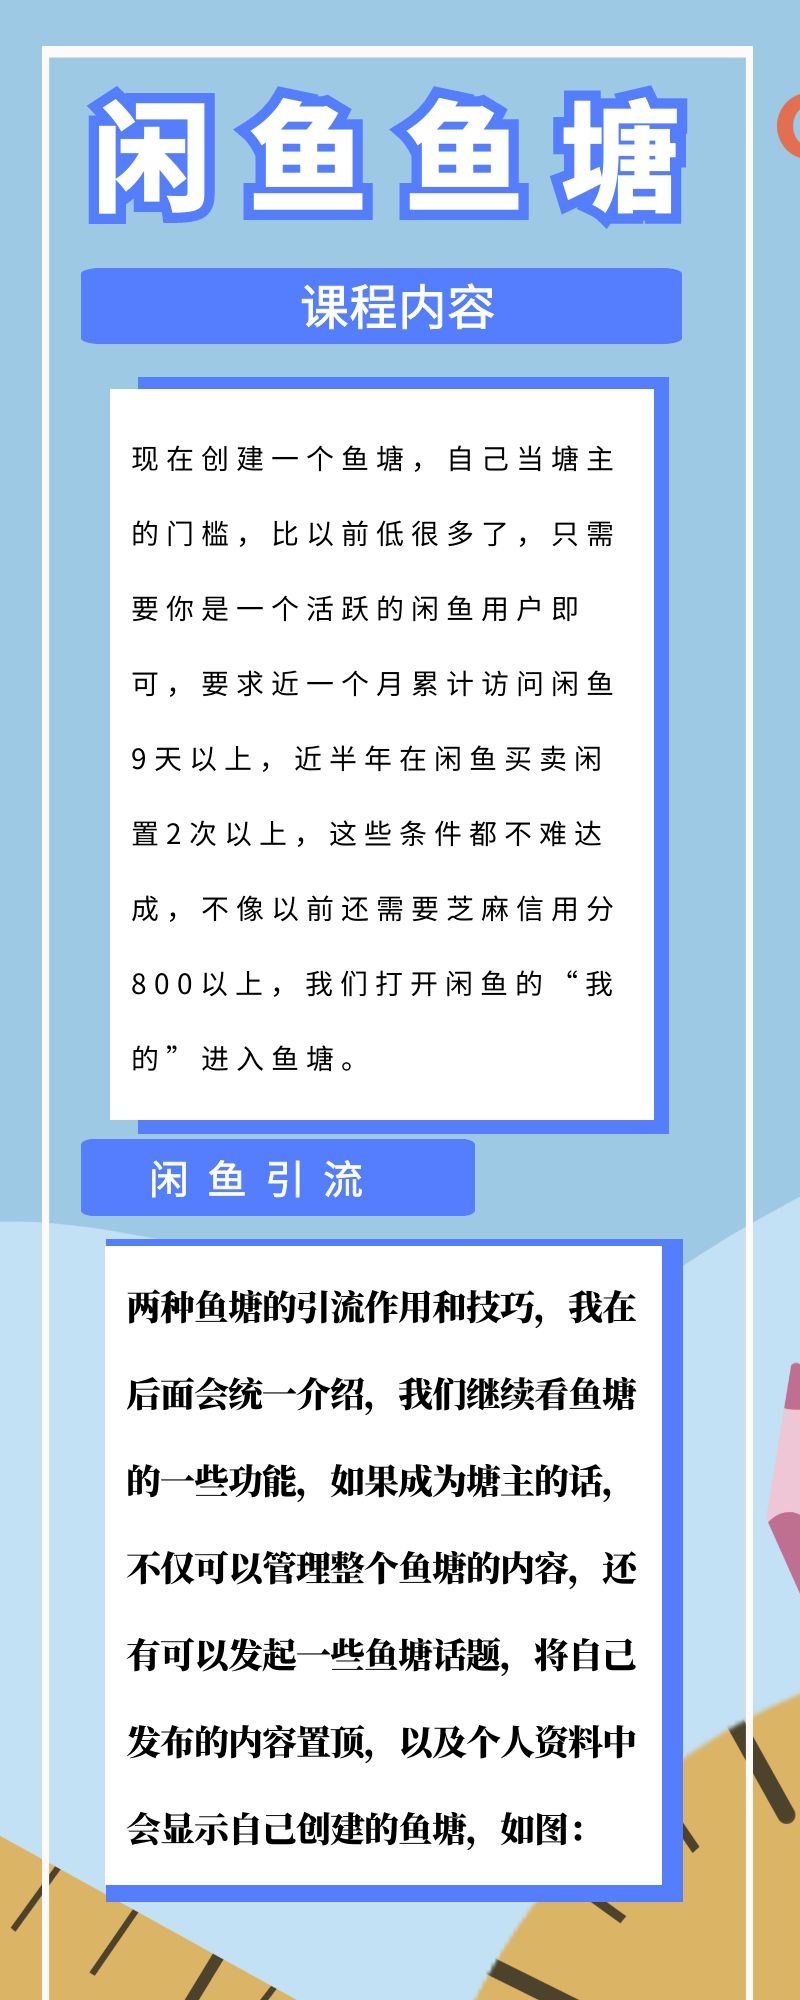 闲鱼鱼塘
课程内容
现在创建一个鱼塘，自己当塘主
的门槛，比以前低很多了，只需
要你是一个活跃的闲鱼用户即
可，要求近一个月累计访问闲鱼
9天以上，近半年在闲鱼买卖闲
置2次以上，这些条件都不难达
成，不像以前还需要芝麻信用分
800以上，我们打开闲鱼的“我
的”进入鱼塘。
闲鱼引流
两种鱼塘的引流作用和技巧，我在
后面会统一介绍，我们继续看鱼塘
的一些功能，如果成为塘主的话，
不仅可以管理整个鱼塘的内容，还
有可以发起一些鱼塘话题，将自己
发布的内容置顶，以及个人资料中
会显示自己创建的鱼塘，如图：